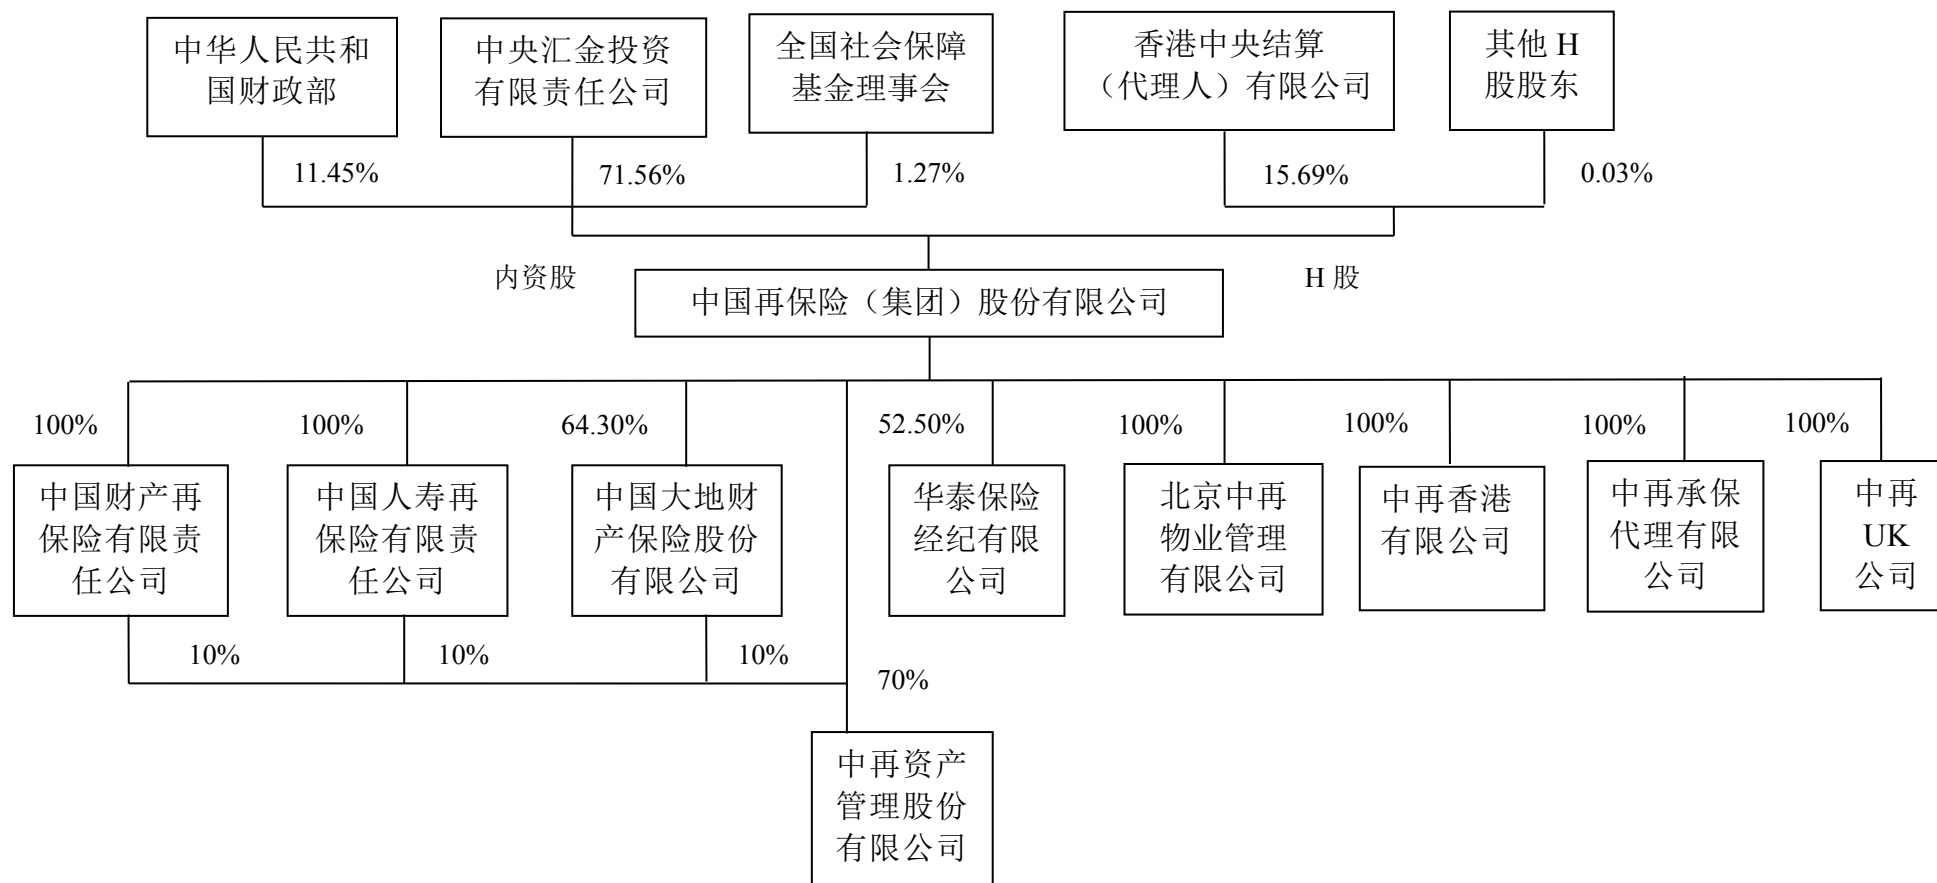 中华人民共和
国财政部
中央汇金投资
有限责任公司
全国社会保障
基金理事会
香港中央结算
（代理人）有限公司
其他 H
股股东
11.45%
71.56%
1.27%
15.69%
0.03%
内资股
H 股
中国再保险（集团）股份有限公司
100%
100%
64.30%
52.50%
100%
100%
100%
100%
中国财产再
保险有限责
任公司
中国人寿再
保险有限责
任公司
中国大地财
产保险股份
有限公司
华泰保险
经纪有限
公司
北京中再
物业管理
有限公司
中再香港
有限公司
中再承保
代理有限
公司
中再
UK
公司
10%
10%
10%
70%
中再资产
管理股份
有限公司